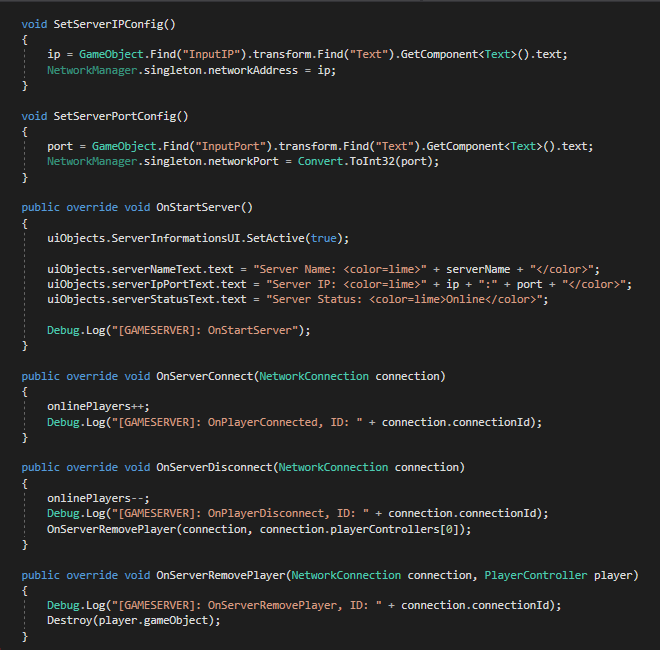 void SetServerIPConfig()
{
    ip = GameObject.Find("InputIP").transform.Find("Text").GetComponent<Text>().text;
    NetworkManager.singleton.networkAddress = ip;
}

void SetServerPortConfig()
{
    port = GameObject.Find("InputPort").transform.Find("Text").GetComponent<Text>().text;
    NetworkManager.singleton.networkPort = Convert.ToInt32(port);
}

public override void OnStartServer()
{
    uiObjects.ServerInformationsUI.SetActive(true);

    uiObjects.serverNameText.text = "Server Name: <color=lime>" + serverName + "</color>";
    uiObjects.serverIpPortText.text = "Server IP: <color=lime>" + ip + ":" + port + "</color>";
    uiObjects.serverStatusText.text = "Server Status: <color=lime>Online</color>";

    Debug.Log("[GAMESERVER]: OnStartServer");
}

public override void OnServerConnect(NetworkConnection connection)
{
    onlinePlayers++;
    Debug.Log("[GAMESERVER]: OnPlayerConnected, ID: " + connection.connectionId);
}

public override void OnServerDisconnect(NetworkConnection connection)
{
    onlinePlayers--;
    Debug.Log("[GAMESERVER]: OnPlayerDisconnect, ID: " + connection.connectionId);
    OnServerRemovePlayer(connection, connection.playerControllers[0]);
}

public override void OnServerRemovePlayer(NetworkConnection connection, PlayerController player)
{
    Debug.Log("[GAMESERVER]: OnServerRemovePlayer, ID: " + connection.connectionId);
    Destroy(player.gameObject);
}